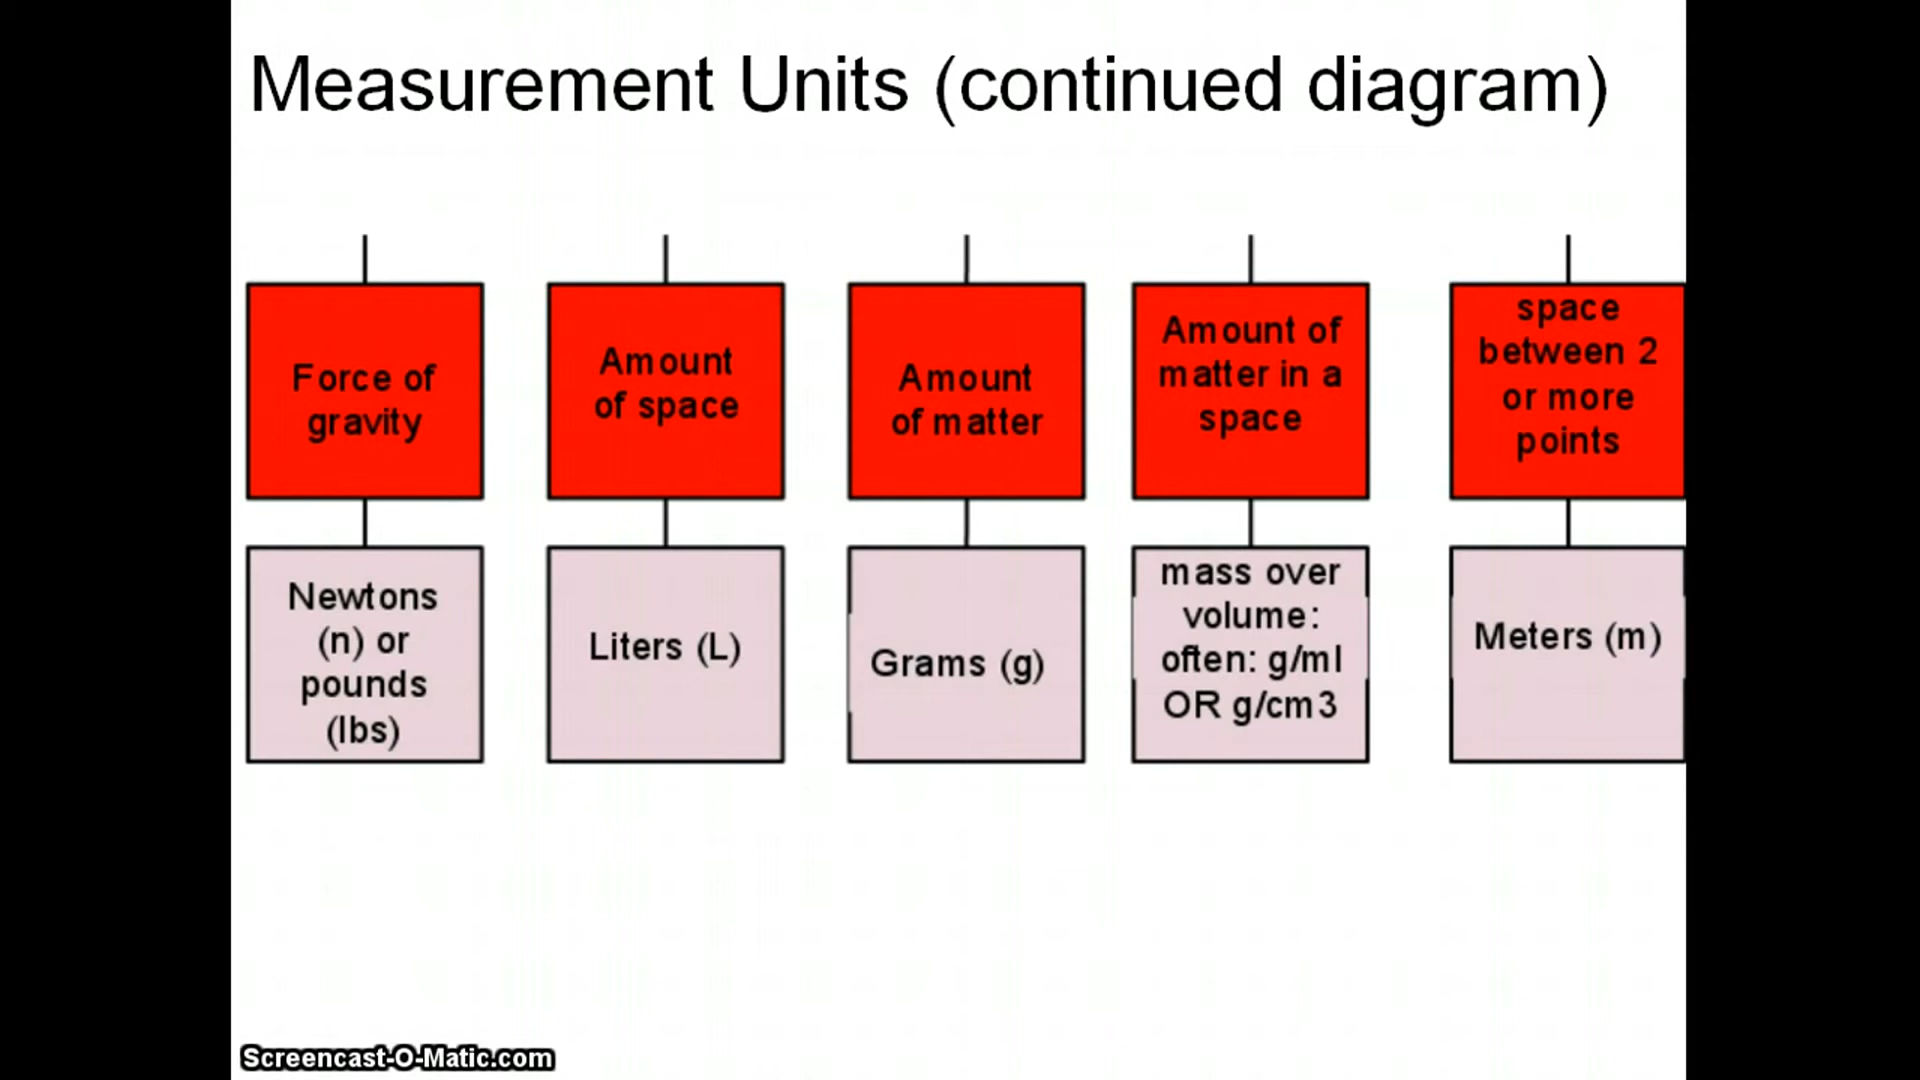 Measurement Units (continued diagram)
Force of
gravity
Amount
of space
Amount
of matter
Amount of
matter in a
space
space
between 2
or more
points
Newtons
(n) or
pounds
(lbs)
Liters (L)
Grams (g)
mass over
volume:
often: g/ml
OR g/cm3
Meters (m)
Screencast-O-Matic.com